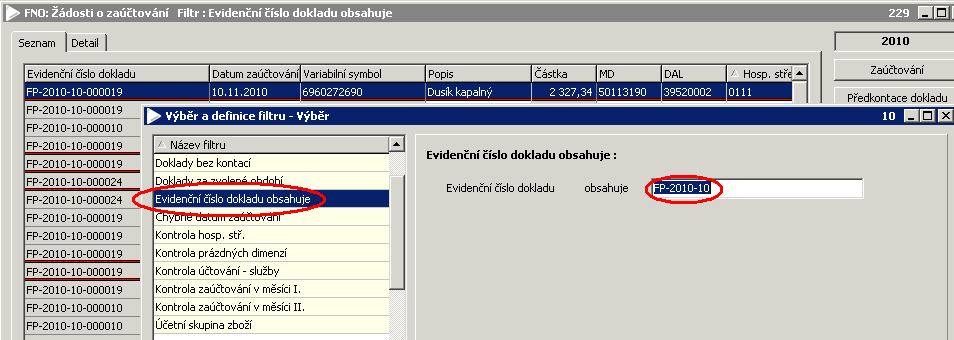 FNO: Žádosti o zaúčtování Filtr : Evidenční číslo dokladu obsahuje 229
Seznam Detail 2010
Evidenční číslo dokladu Datum zaúčtování Variabilní symbol Popis Částka MD DAL Hosp. stře Zaúčtování
FP-2010-10-000019 10.11.2010 6960272690 Dusík kapalný 2 327,34 50113190 39520002 0111 Předkontace dokladu
FP-2010-10-000019
FP-2010-10-000010
FP-2010-10-000019
FP-2010-10-000024
FP-2010-10-000024
FP-2010-10-000019
FP-2010-10-000019
FP-2010-10-000019
FP-2010-10-000019
FP-2010-10-000019
FP-2010-10-000019
FP-2010-10-000010
FP-2010-10-000010
Výběr a definice filtru - Výběr 10
Název filtru
Doklady bez kontací
Doklady za zvolené období
Evidenční číslo dokladu obsahuje
Chybné datum zaúčtování
Kontrola hosp. stř.
Kontrola prázdných dimenzí
Kontrola účtování - služby
Kontrola zaúčtování v měsíci I.
Kontrola zaúčtování v měsíci II.
Účetní skupina zboží
Evidenční číslo dokladu obsahuje :
Evidenční číslo dokladu obsahuje FP-2010-10